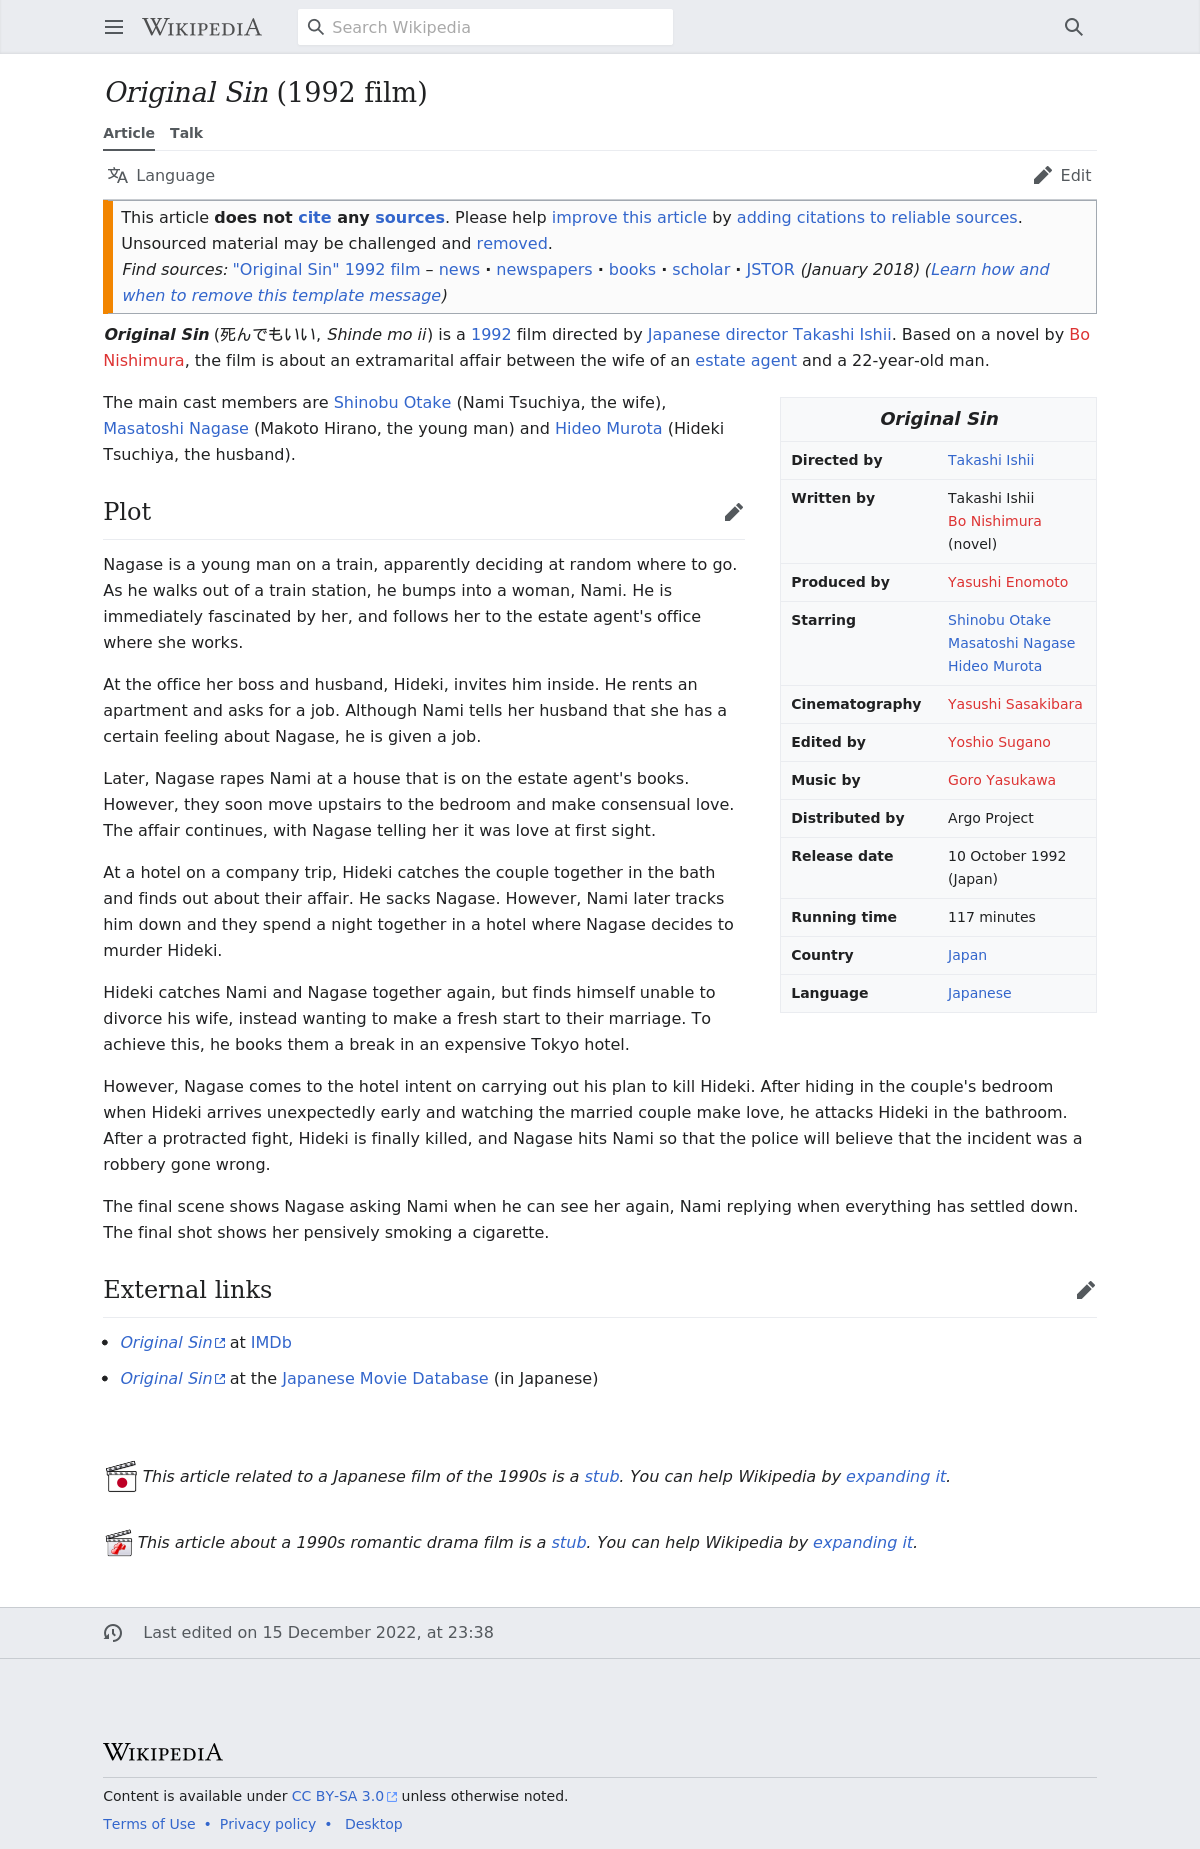 WIKIPEDIA
Search Wikipedia
Original Sin (1992 film)
Article Talk
Language
Edit
This article does not cite any sources. Please help improve this article by adding citations to reliable sources.
Unsourced material may be challenged and removed.
Find sources: "Original Sin" 1992 film – news · newspapers · books · scholar · JSTOR (January 2018) (Learn how and
when to remove this template message)
Original Sin (死んでもいい, Shinde mo ii) is a 1992 film directed by Japanese director Takashi Ishii. Based on a novel by Bo
Nishimura, the film is about an extramarital affair between the wife of an estate agent and a 22-year-old man.
The main cast members are Shinobu Otake (Nami Tsuchiya, the wife),
Masatoshi Nagase (Makoto Hirano, the young man) and Hideo Murota (Hideki
Tsuchiya, the husband).
Original Sin
Directed by Takashi Ishii
Written by Takashi Ishii
Bo Nishimura
(novel)
Produced by Yasushi Enomoto
Starring Shinobu Otake
Masatoshi Nagase
Hideo Murota
Cinematography Yasushi Sasakibara
Edited by Yoshio Sugano
Music by Goro Yasukawa
Distributed by Argo Project
Release date 10 October 1992
(Japan)
Running time 117 minutes
Country Japan
Language Japanese
Plot
Nagase is a young man on a train, apparently deciding at random where to go.
As he walks out of a train station, he bumps into a woman, Nami. He is
immediately fascinated by her, and follows her to the estate agent's office
where she works.
At the office her boss and husband, Hideki, invites him inside. He rents an
apartment and asks for a job. Although Nami tells her husband that she has a
certain feeling about Nagase, he is given a job.
Later, Nagase rapes Nami at a house that is on the estate agent's books.
However, they soon move upstairs to the bedroom and make consensual love.
The affair continues, with Nagase telling her it was love at first sight.
At a hotel on a company trip, Hideki catches the couple together in the bath
and finds out about their affair. He sacks Nagase. However, Nami later tracks
him down and they spend a night together in a hotel where Nagase decides to
murder Hideki.
Hideki catches Nami and Nagase together again, but finds himself unable to
divorce his wife, instead wanting to make a fresh start to their marriage. To
achieve this, he books them a break in an expensive Tokyo hotel.
However, Nagase comes to the hotel intent on carrying out his plan to kill Hideki. After hiding in the couple's bedroom
when Hideki arrives unexpectedly early and watching the married couple make love, he attacks Hideki in the bathroom.
After a protracted fight, Hideki is finally killed, and Nagase hits Nami so that the police will believe that the incident was a
robbery gone wrong.
The final scene shows Nagase asking Nami when he can see her again, Nami replying when everything has settled down.
The final shot shows her pensively smoking a cigarette.
External links
• Original Sin at IMDb
• Original Sin at the Japanese Movie Database (in Japanese)
This article related to a Japanese film of the 1990s is a stub. You can help Wikipedia by expanding it.
This article about a 1990s romantic drama film is a stub. You can help Wikipedia by expanding it.
Last edited on 15 December 2022, at 23:38
WIKIPEDIA
Content is available under CC BY-SA 3.0 unless otherwise noted.
Terms of Use • Privacy policy • Desktop